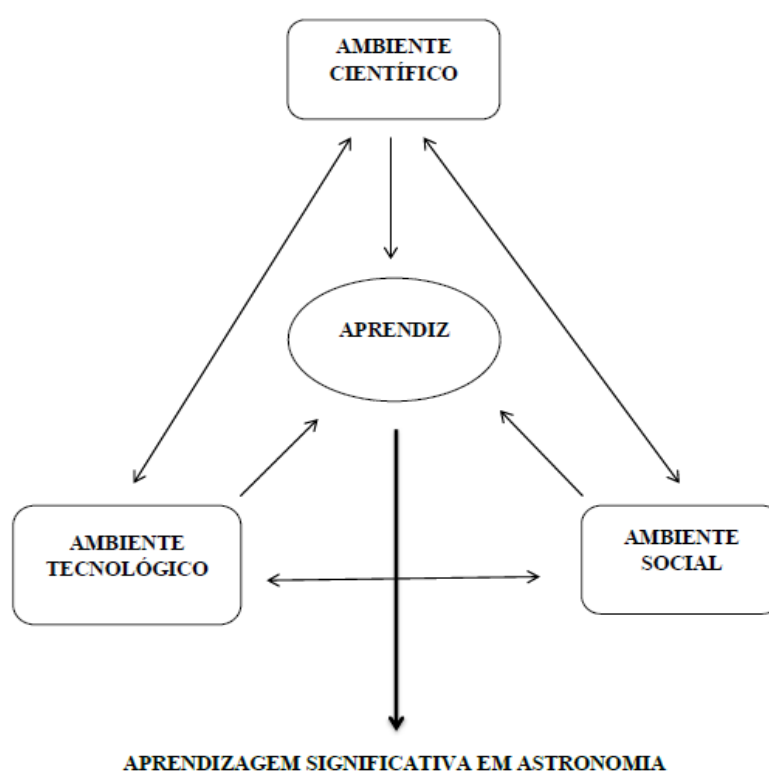 AMBIENTE
CIENTÍFICO
APRENDIZ
AMBIENTE
TECNOLÓGICO
AMBIENTE
SOCIAL
APRENDIZAGEM SIGNIFICATIVA EM ASTRONOMIA